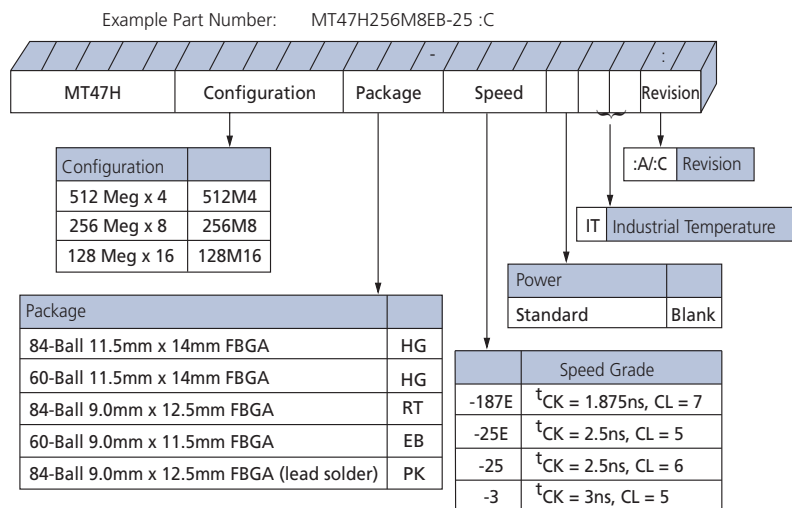 Example Part Number: MT47H256M8EB-25 :C
- :
MT47H Configuration Package Speed Revision
:A/:C Revision
IT Industrial Temperature
Configuration
512 Meg x 4 512M4
256 Meg x 8 256M8
128 Meg x 16 128M16
Power
Standard Blank
Package
84-Ball 11.5mm x 14mm FBGA HG
60-Ball 11.5mm x 14mm FBGA HG
84-Ball 9.0mm x 12.5mm FBGA RT
60-Ball 9.0mm x 11.5mm FBGA EB
84-Ball 9.0mm x 12.5mm FBGA (lead solder) PK
Speed Grade
-187E tCK = 1.875ns, CL = 7
-25E tCK = 2.5ns, CL = 5
-25 tCK = 2.5ns, CL = 6
-3 tCK = 3ns, CL = 5